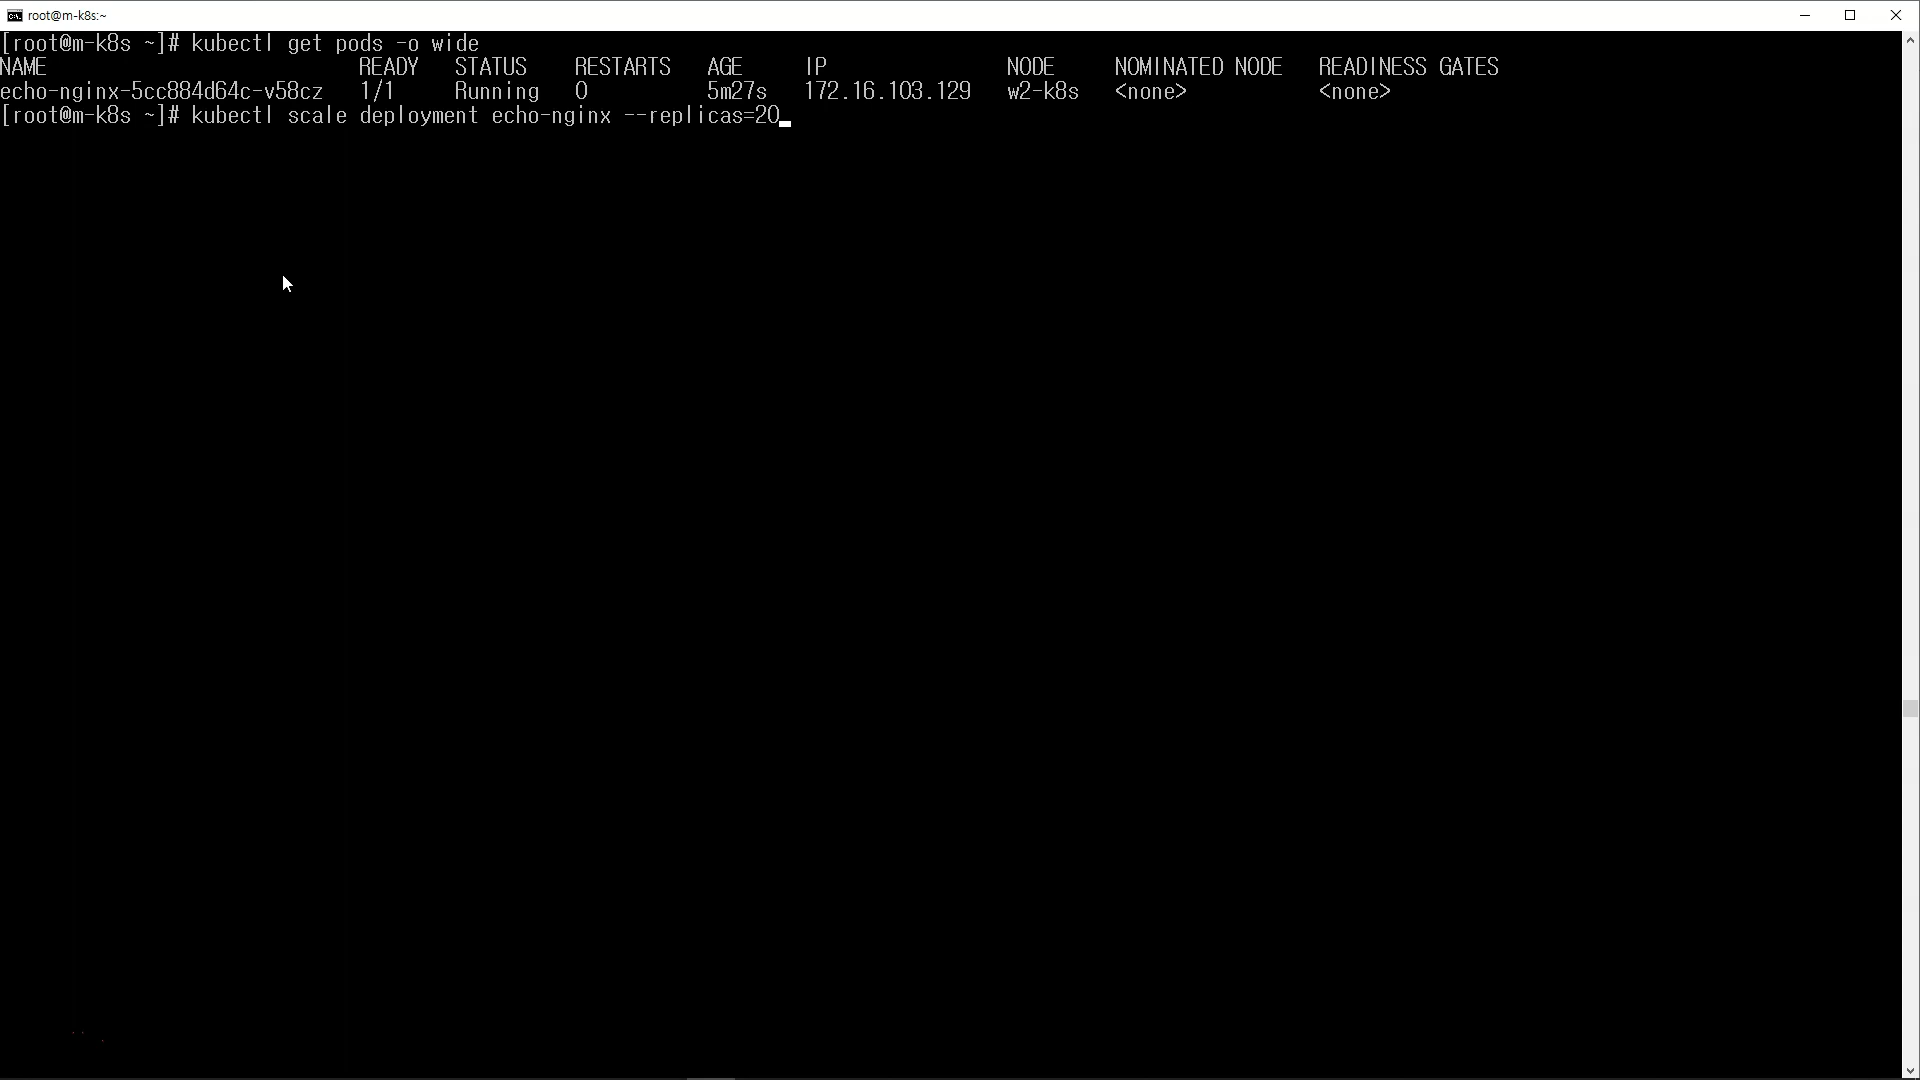 root@m-k8s:~
[root@m-k8s ~]# kubectl get pods -o wide
NAME READY STATUS RESTARTS AGE IP NODE NOMINATED NODE READINESS GATES
echo-nginx-5cc884d64c-v58cz 1/1 Running 0 5m27s 172.16.103.129 w2-k8s <none> <none>
[root@m-k8s ~]# kubectl scale deployment echo-nginx --replicas=20